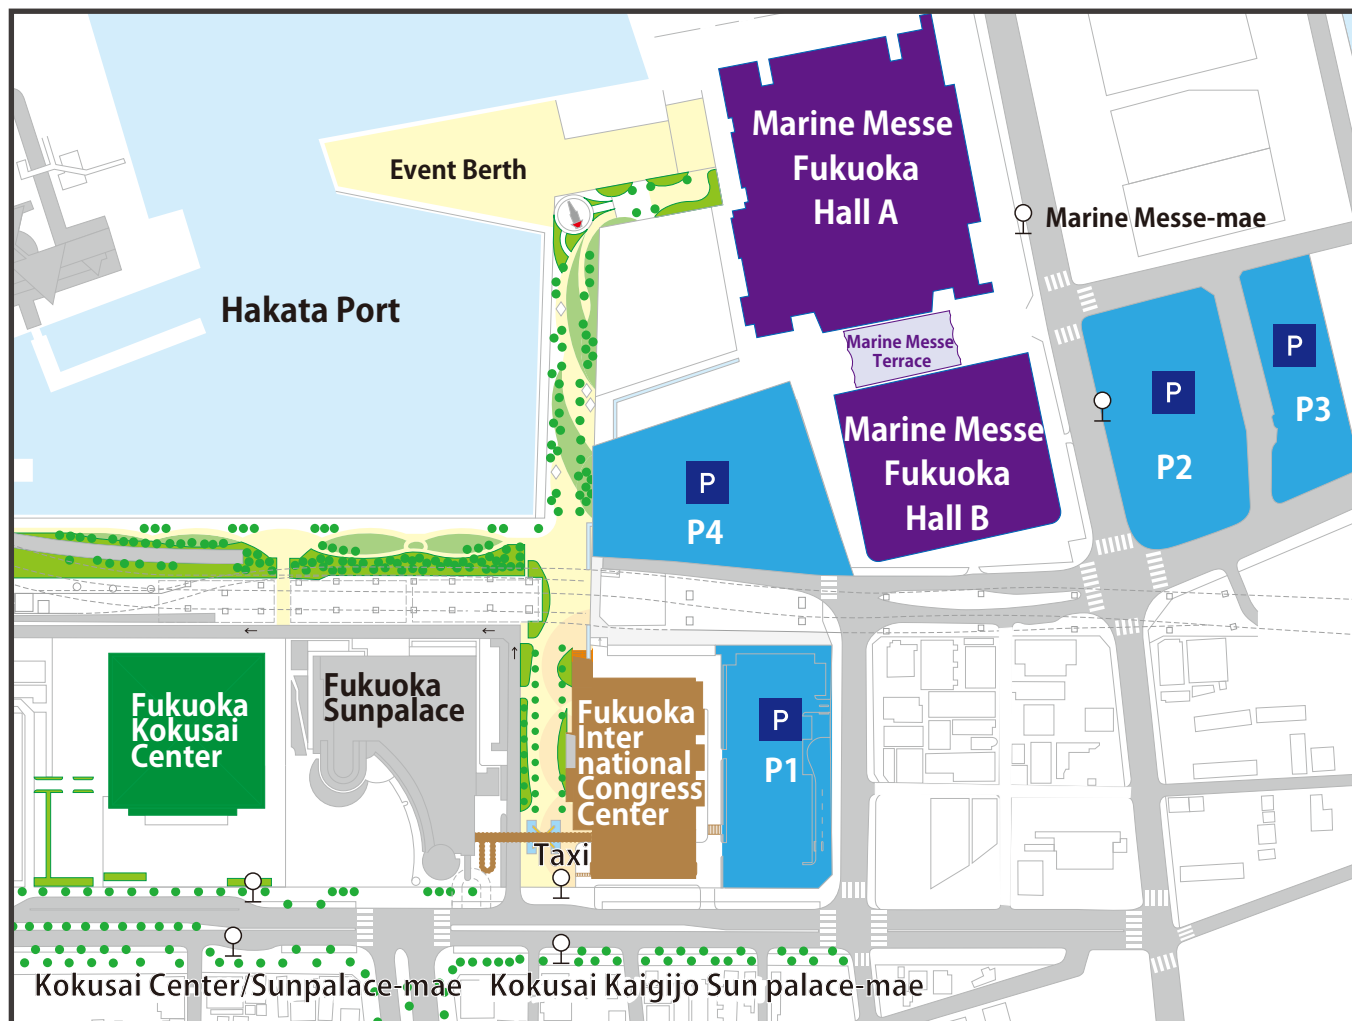 Marine Messe
Fukuoka
Hall A
Event Berth
Marine Messe-mae
Hakata Port
Marine Messe
Terrace
P
P3
P
P2
Marine Messe
Fukuoka
Hall B
P
P4
Fukuoka
Kokusai
Center
Fukuoka
Sunpalace
Fukuoka
Inter
national
Congress
Center
P
P1
Taxi
Kokusai Center/Sunpalace-mae
Kokusai Kaigijo Sun palace-mae